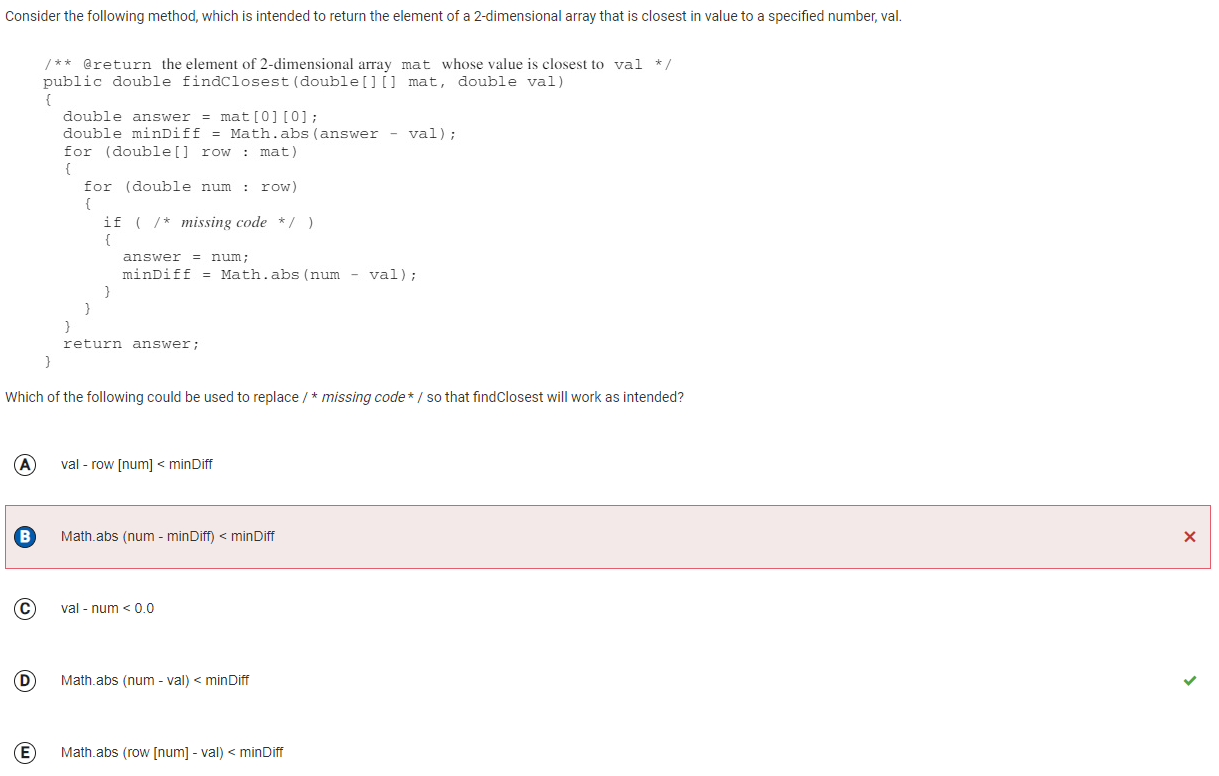 Consider the following method, which is intended to return the element of a 2-dimensional array that is closest in value to a specified number, val.
/** @return the element of 2-dimensional array mat whose value is closest to val */
public double findClosest(double[][] mat, double val)
{
double answer = mat[0][0];
double minDiff = Math.abs(answer - val);
for (double[] row : mat)
{
for (double num : row)
{
if ( /* missing code */ )
{
answer = num;
minDiff = Math.abs(num - val);
}
}
}
return answer;
}
Which of the following could be used to replace / * missing code * / so that findClosest will work as intended?
A val - row [num] < minDiff
B Math.abs (num - minDiff) < minDiff
C val - num < 0.0
D Math.abs (num - val) < minDiff
E Math.abs (row [num] - val) < minDiff